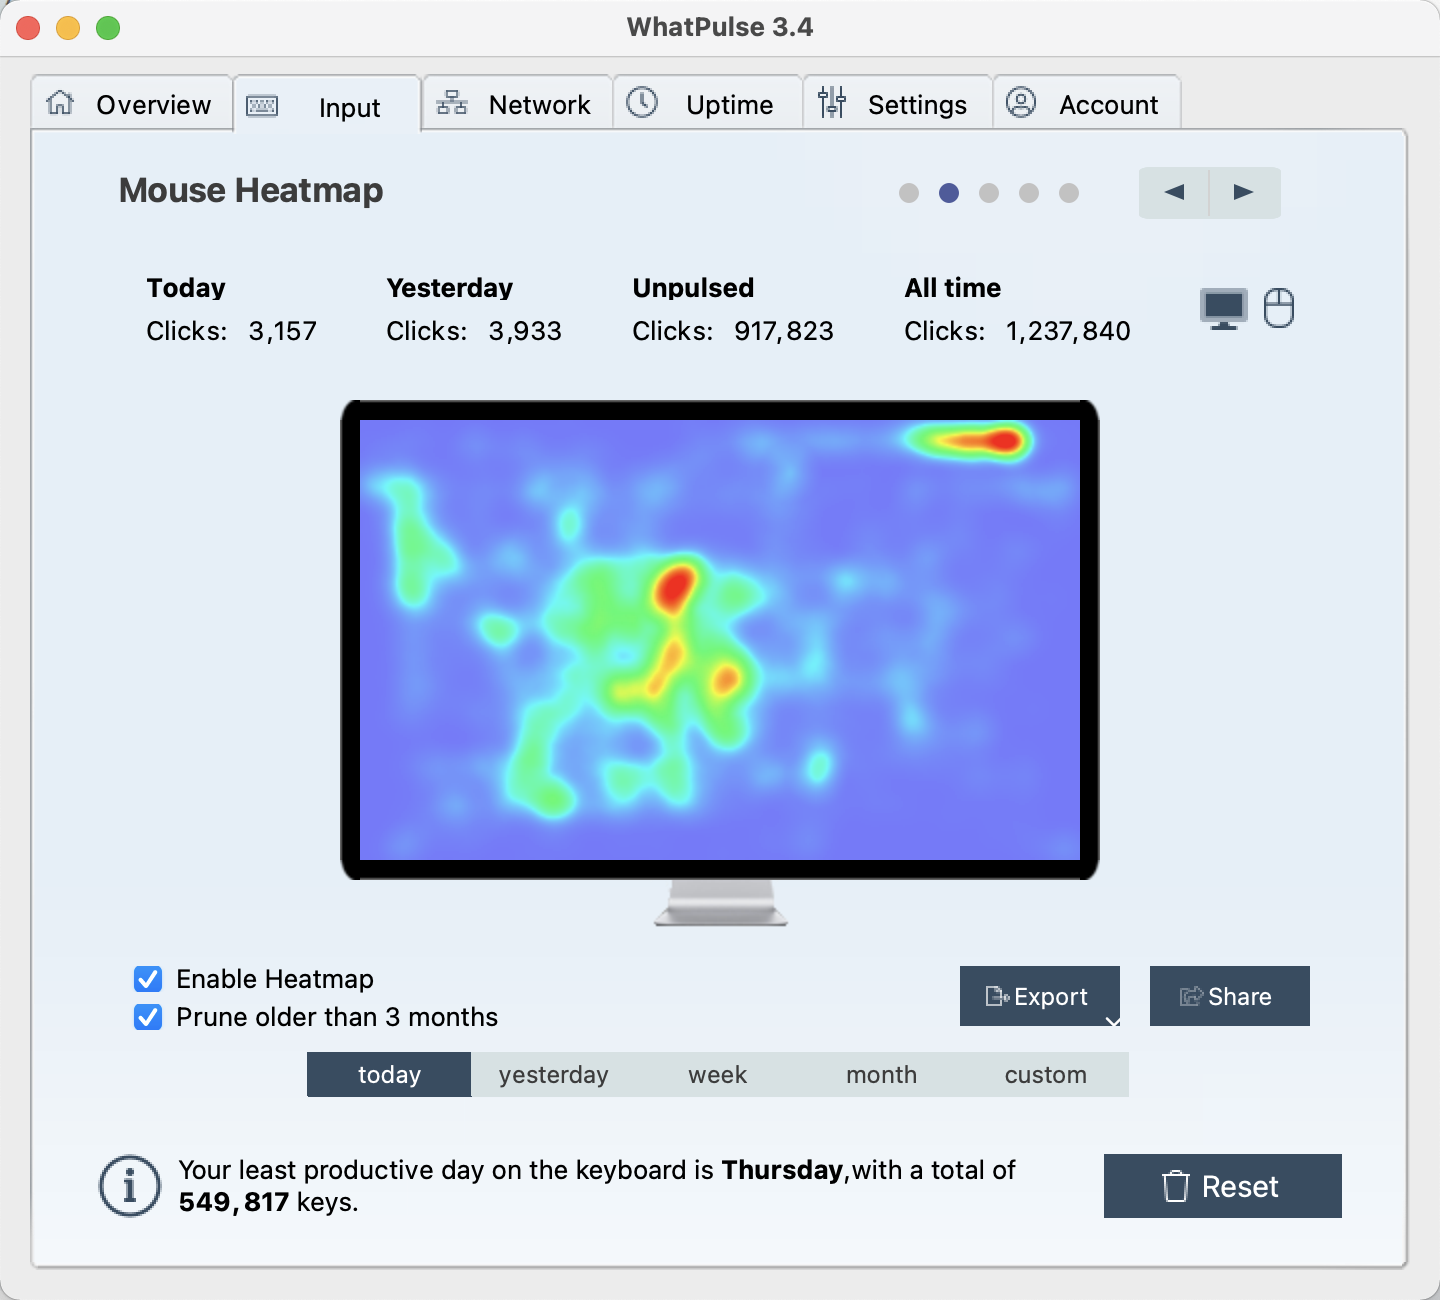 WhatPulse 3.4
Overview
Input
Network
Uptime
Settings
Account
Mouse Heatmap
Today
Yesterday
Unpulsed
All time
Clicks: 3,157
Clicks: 3,933
Clicks: 917,823
Clicks: 1,237,840
Enable Heatmap
Prune older than 3 months
Export
Share
today
yesterday
week
month
custom
Your least productive day on the keyboard is Thursday,with a total of
549,817 keys.
Reset